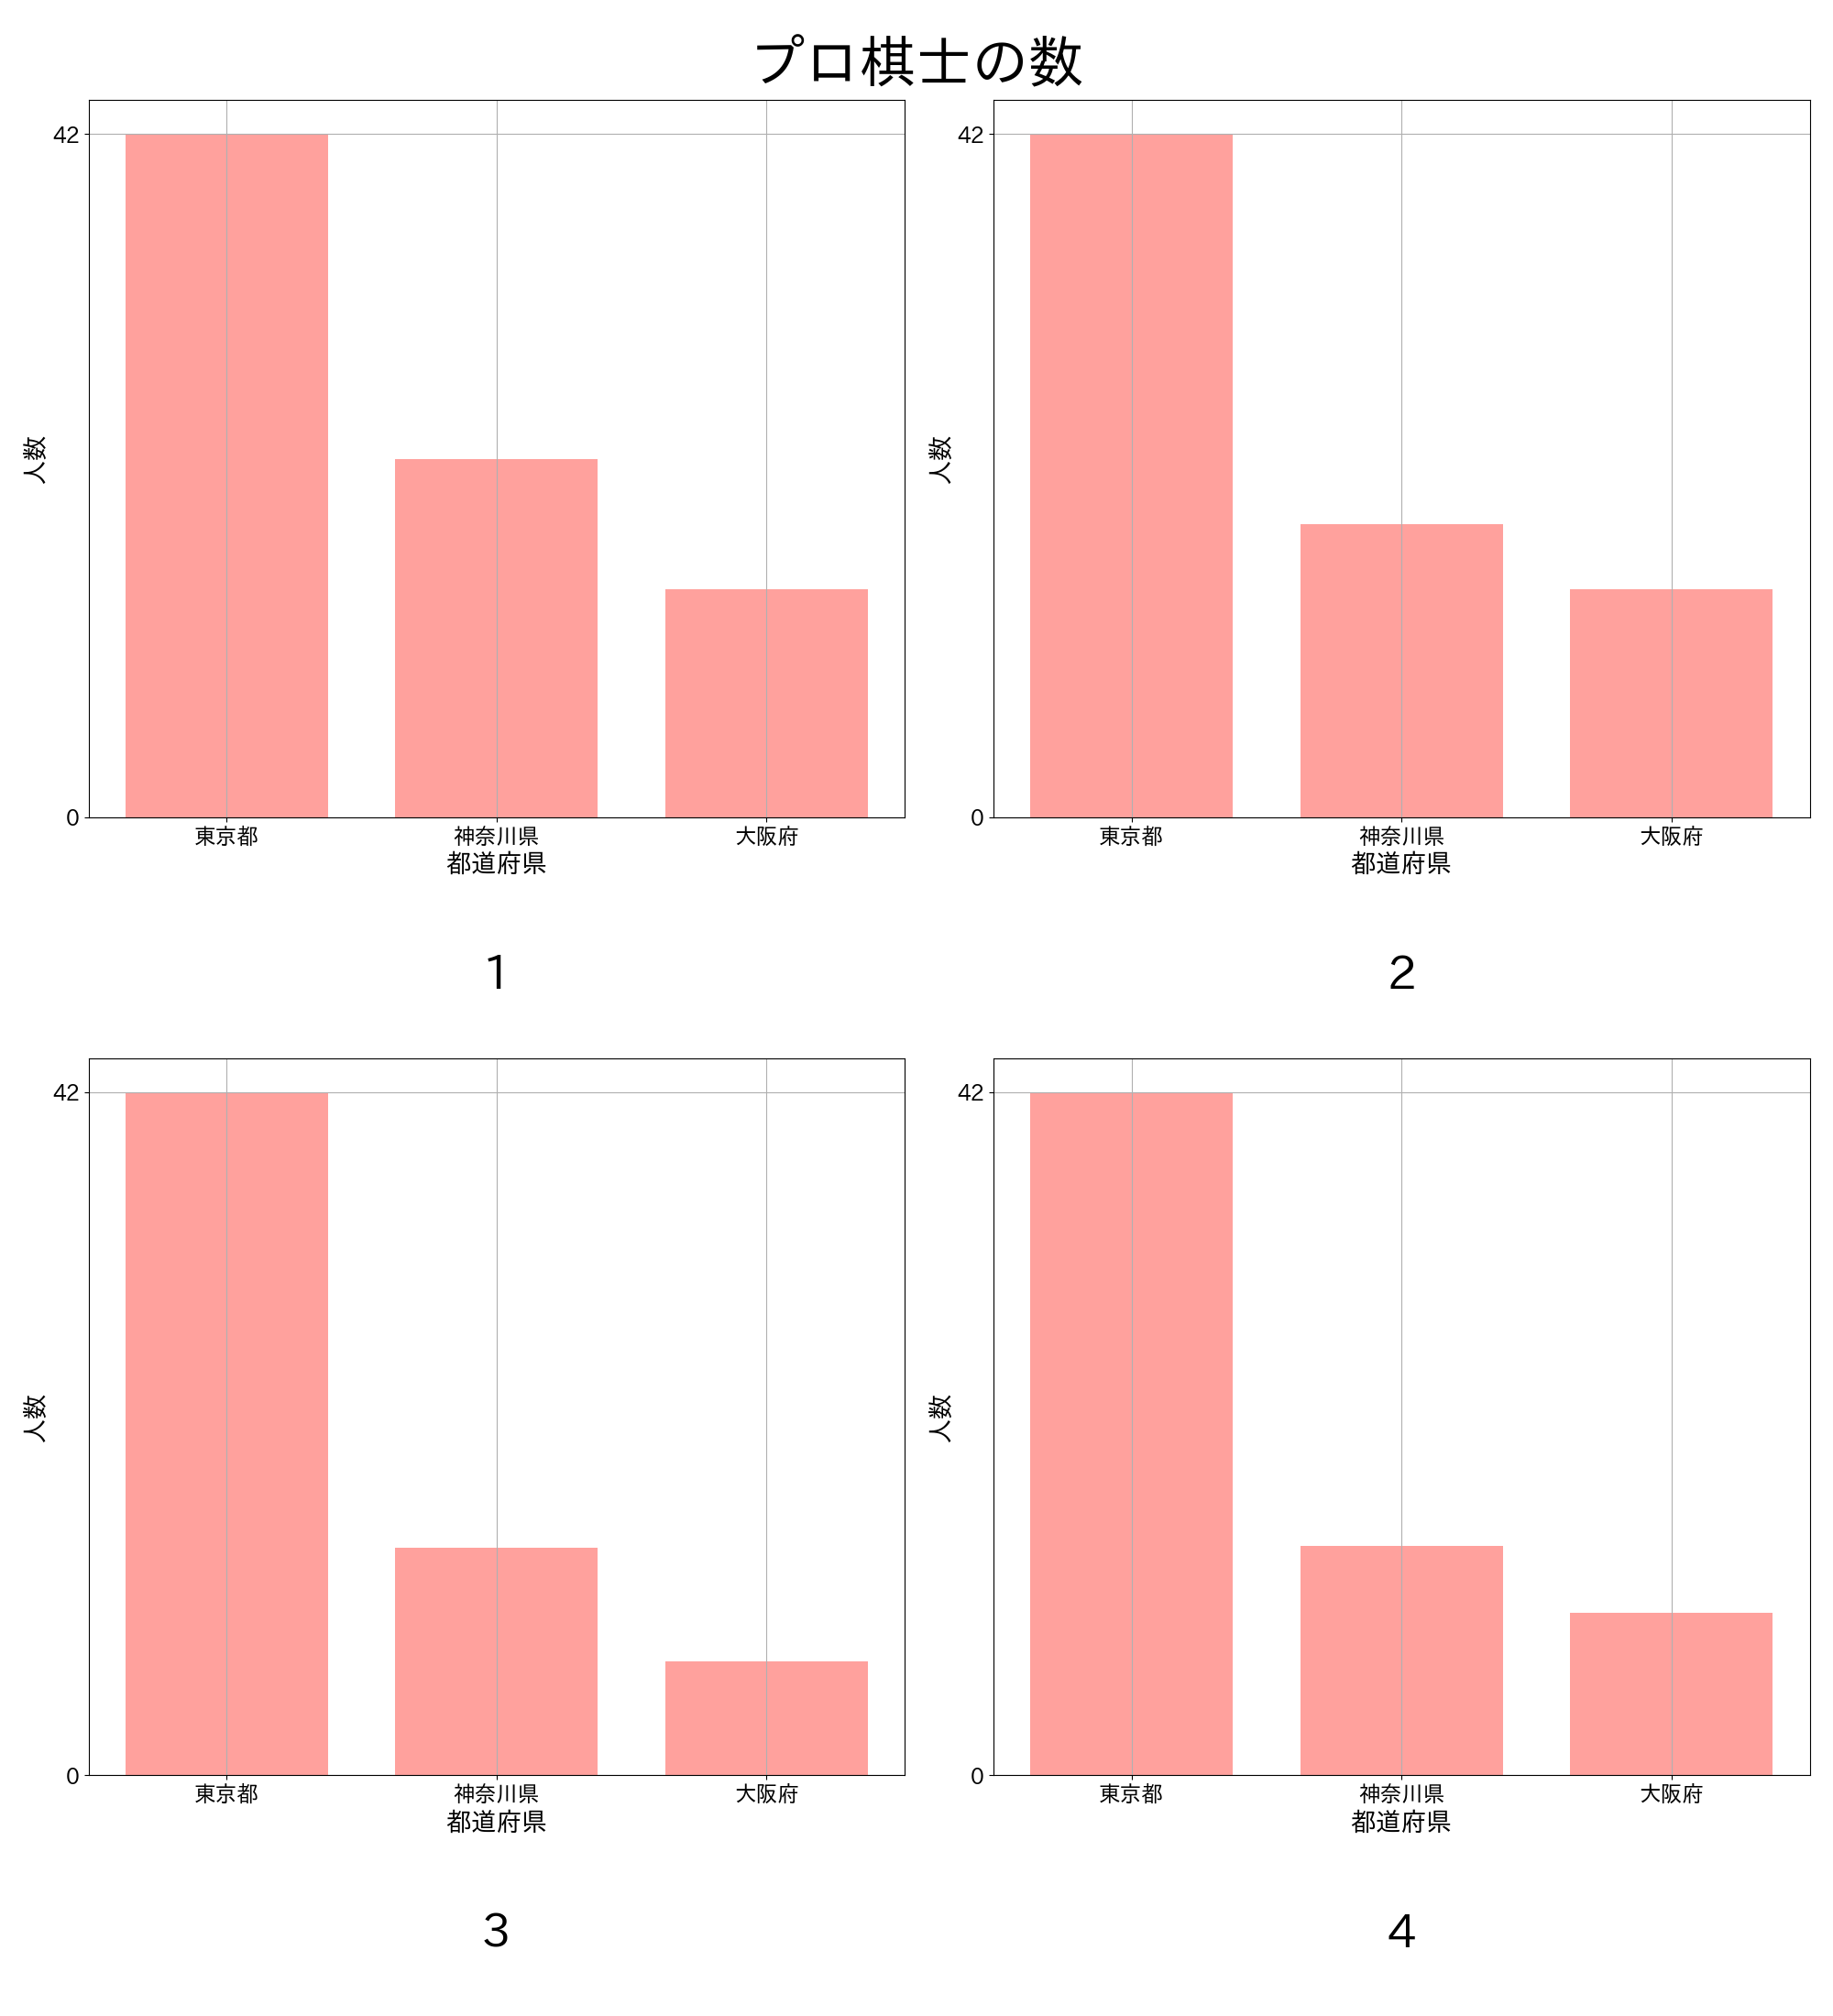 プロ棋士の数
42
人数
0
東京都 神奈川県 大阪府
都道府県
1
42
人数
0
東京都 神奈川県 大阪府
都道府県
2
42
人数
0
東京都 神奈川県 大阪府
都道府県
3
42
人数
0
東京都 神奈川県 大阪府
都道府県
4